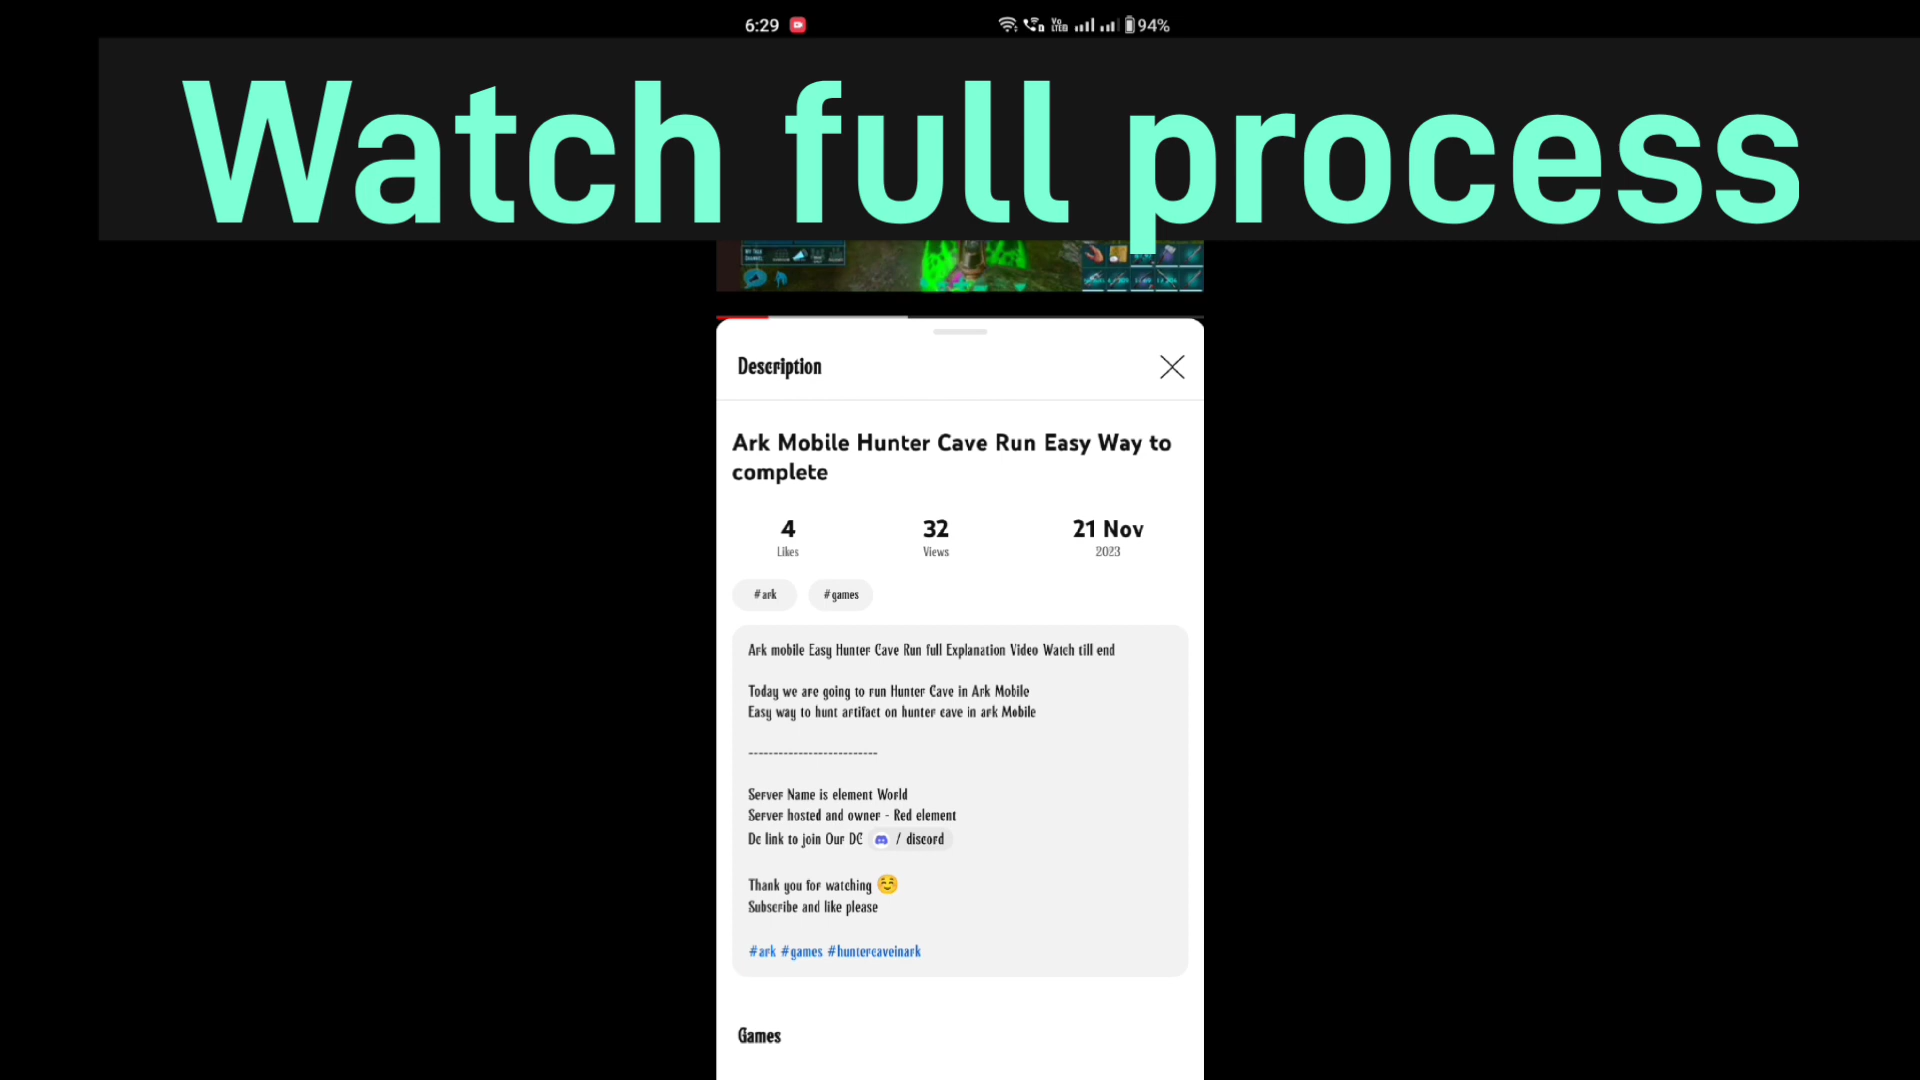 6:29
94%
Watch full process
Description
Ark Mobile Hunter Cave Run Easy Way to
complete
4
Likes
32
Views
21 Nov
2023
#ark
#games
Ark mobile Easy Hunter Cave Run full Explanation Video Watch till end
Today we are going to run Hunter Cave in Ark Mobile
Easy way to hunt artifact on hunter cave in ark Mobile
--------------------------
Server Name is element World
Server hosted and owner - Red element
Dc link to join Our DC / discord
Thank you for watching ☺️
Subscribe and like please
#ark #games #huntercaveinark
Games